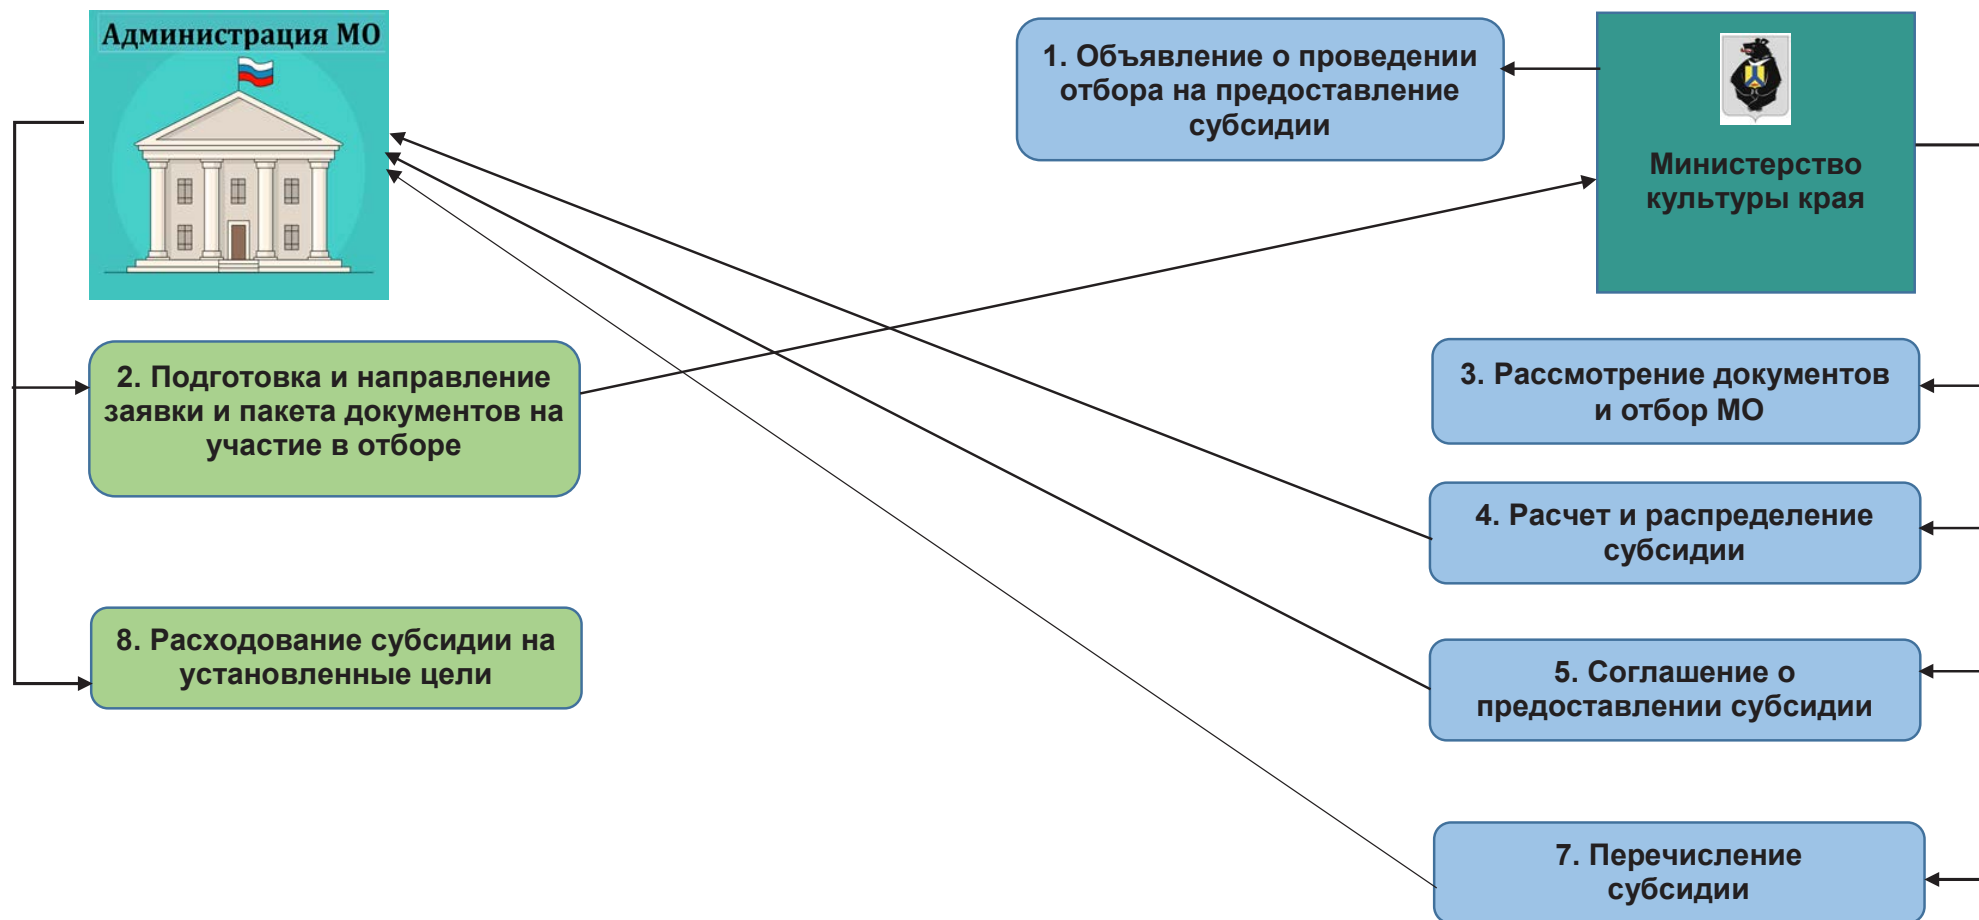 Администрация МО
1. Объявление о проведении
отбора на предоставление
субсидии
Министерство
культуры края
2. Подготовка и направление
заявки и пакета документов на
участие в отборе
3. Рассмотрение документов
и отбор МО
4. Расчет и распределение
субсидии
8. Расходование субсидии на
установленные цели
5. Соглашение о
предоставлении субсидии
7. Перечисление
субсидии